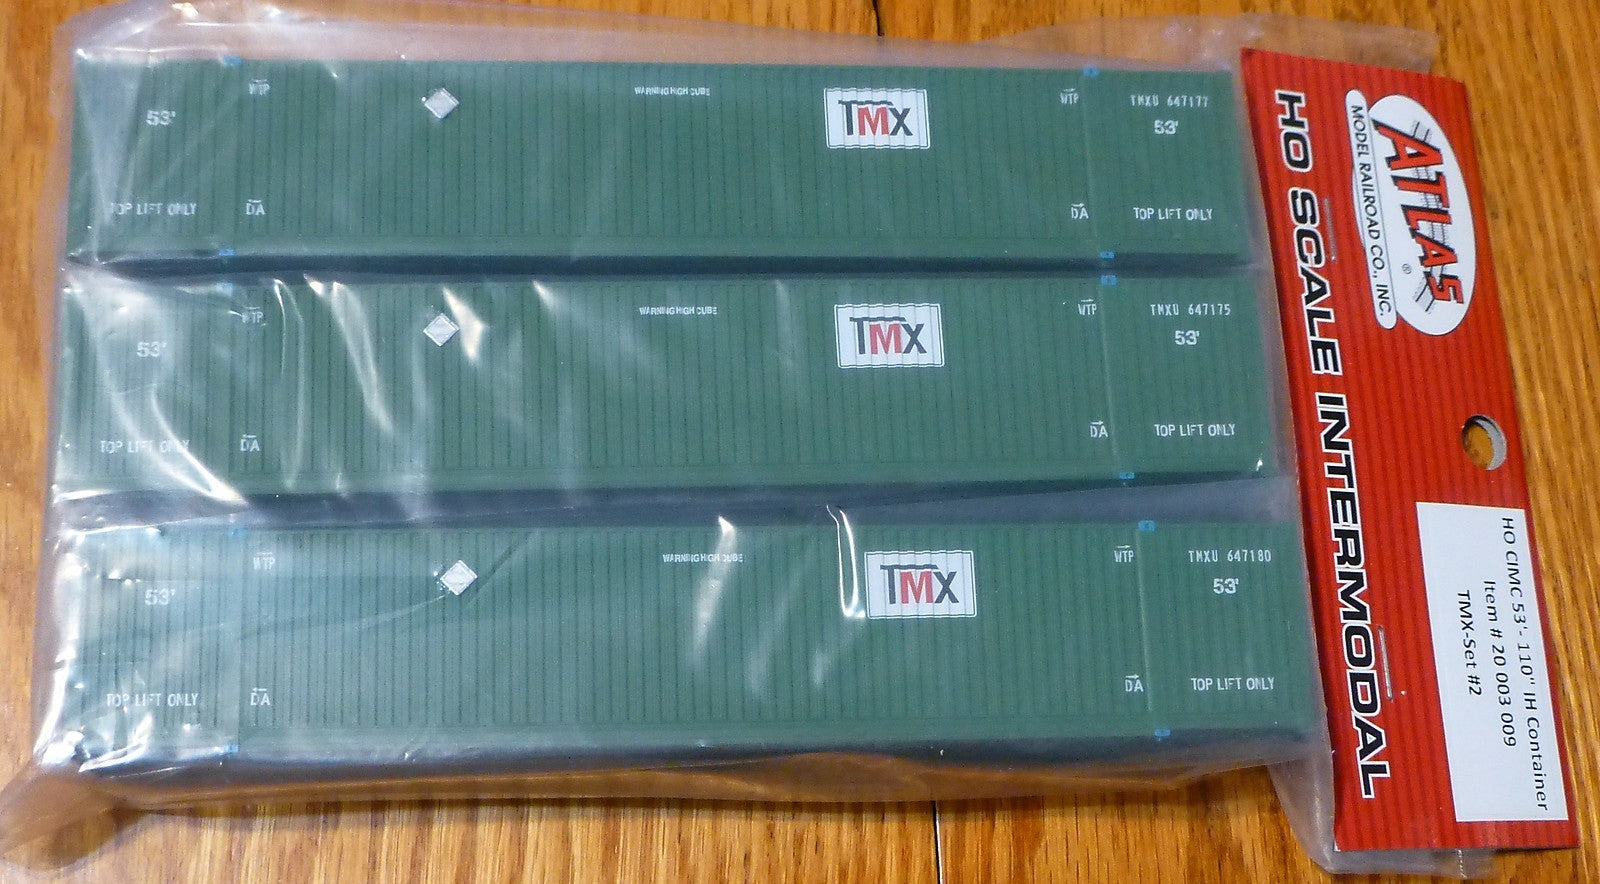 WTP
WARNING HIGH CUBE
TMX
WTP
TMXU 647177
53'
53'
TOP LIFT ONLY
DA
DA
TOP LIFT ONLY
WTP
WARNING HIGH CUBE
TMX
WTP
TMXU 647175
53'
53'
TOP LIFT ONLY
DA
DA
TOP LIFT ONLY
WTP
WARNING HIGH CUBE
TMX
WTP
TMXU 647180
53'
53'
TOP LIFT ONLY
DA
DA
TOP LIFT ONLY
ATLAS®
MODEL RAILROAD CO., INC.
HO SCALE INTERMODAL
HO CIMC 53'- 110" IH Container
Item # 20 003 009
TMX-Set #2